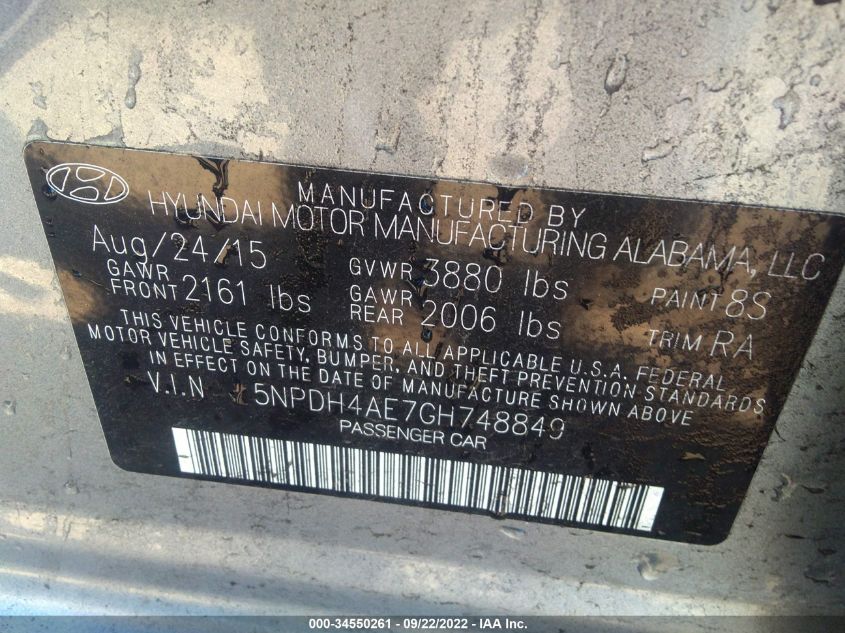 MANUFACTURED BY
HYUNDAI MOTOR MANUFACTURING ALABAMA, LLC
Aug/24/15 GVWR 3880 lbs PAINT 8S
GAWR FRONT 2161 lbs GAWR REAR 2006 lbs TRIM RA
THIS VEHICLE CONFORMS TO ALL APPLICABLE U.S.A. FEDERAL
MOTOR VEHICLE SAFETY, BUMPER, AND THEFT PREVENTION STANDARDS
IN EFFECT ON THE DATE OF MANUFACTURE SHOWN ABOVE
V.I.N 5NPDH4AE7GH748849
PASSENGER CAR
000-34550261 - 09/22/2022 - IAA Inc.